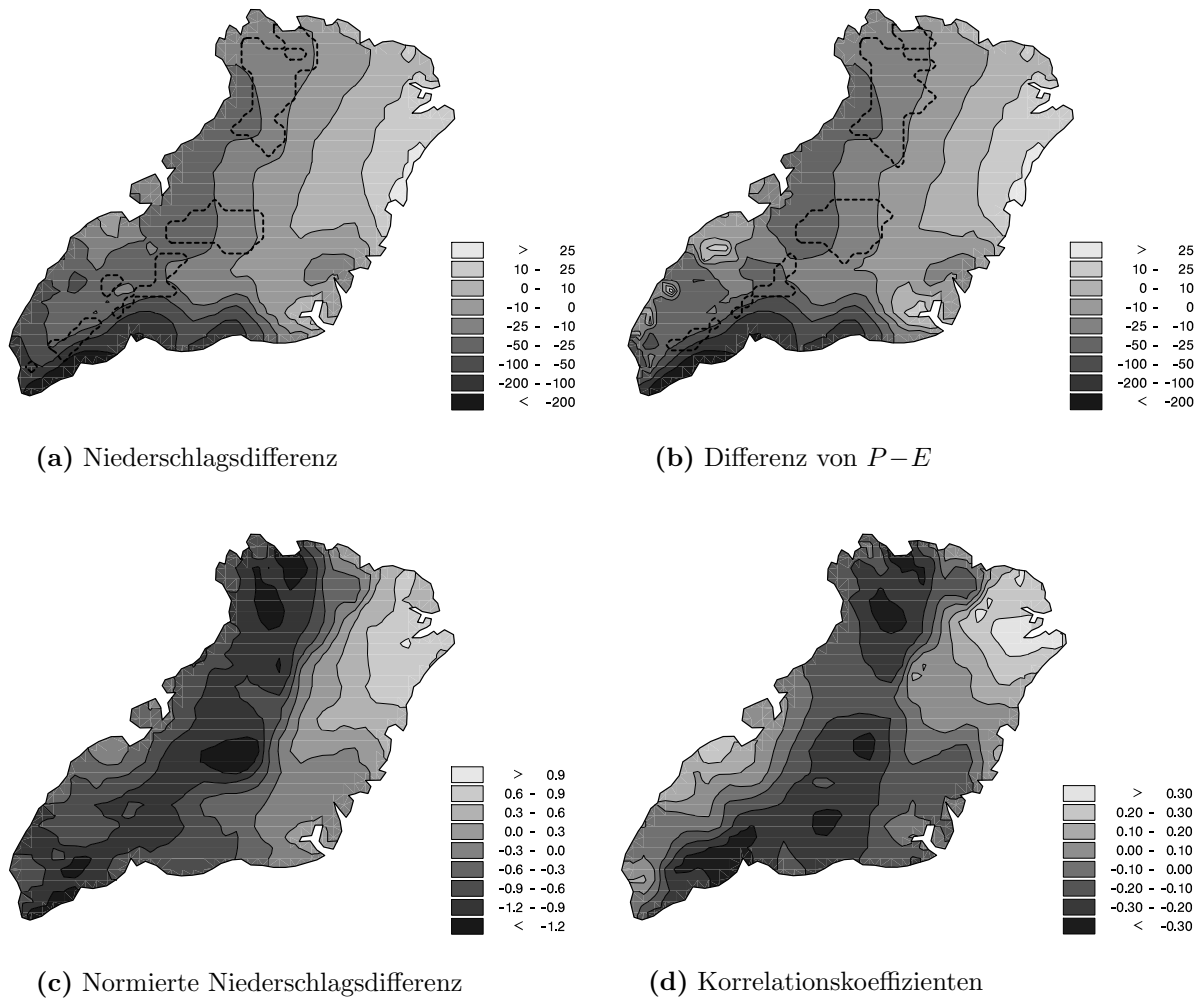 > 25
10 - 25
0 - 10
-10 - 0
-25 - -10
-50 - -25
-100 - -50
-200 - -100
< -200
> 25
10 - 25
0 - 10
-10 - 0
-25 - -10
-50 - -25
-100 - -50
-200 - -100
< -200
(a) Niederschlagsdifferenz
(b) Differenz von P−E
> 0.9
0.6 - 0.9
0.3 - 0.6
0.0 - 0.3
-0.3 - 0.0
-0.6 - -0.3
-0.9 - -0.6
-1.2 - -0.9
< -1.2
> 0.30
0.20 - 0.30
0.10 - 0.20
0.00 - 0.10
-0.10 - 0.00
-0.20 - -0.10
-0.30 - -0.20
< -0.30
(c) Normierte Niederschlagsdifferenz
(d) Korrelationskoeffizienten